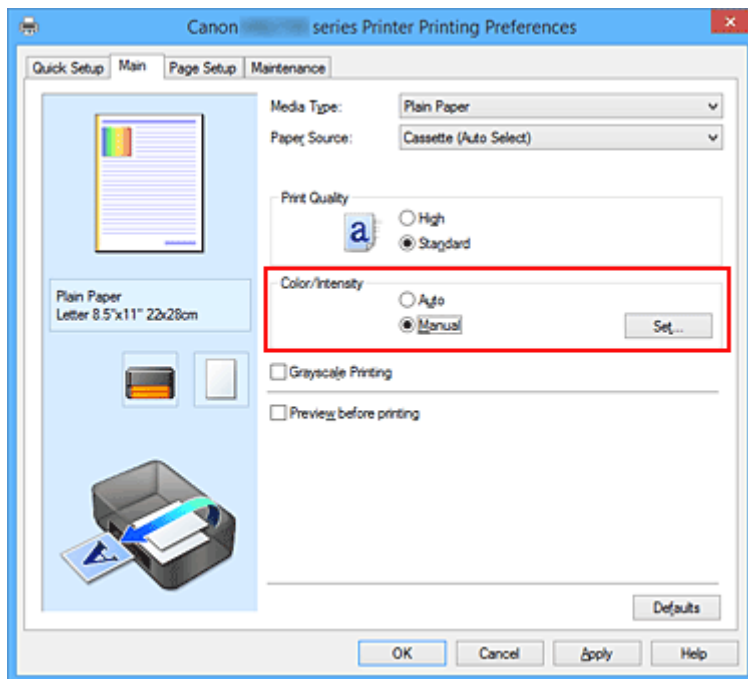 Canon series Printer Printing Preferences
Quick Setup Main Page Setup Maintenance
Media Type: Plain Paper
Paper Source: Cassette (Auto Select)
Print Quality
a
High
Standard
Color/Intensity
Auto
Manual Set...
Plain Paper
Letter 8.5"x11" 22x28cm
Grayscale Printing
Preview before printing
A
Defaults
OK Cancel Apply Help